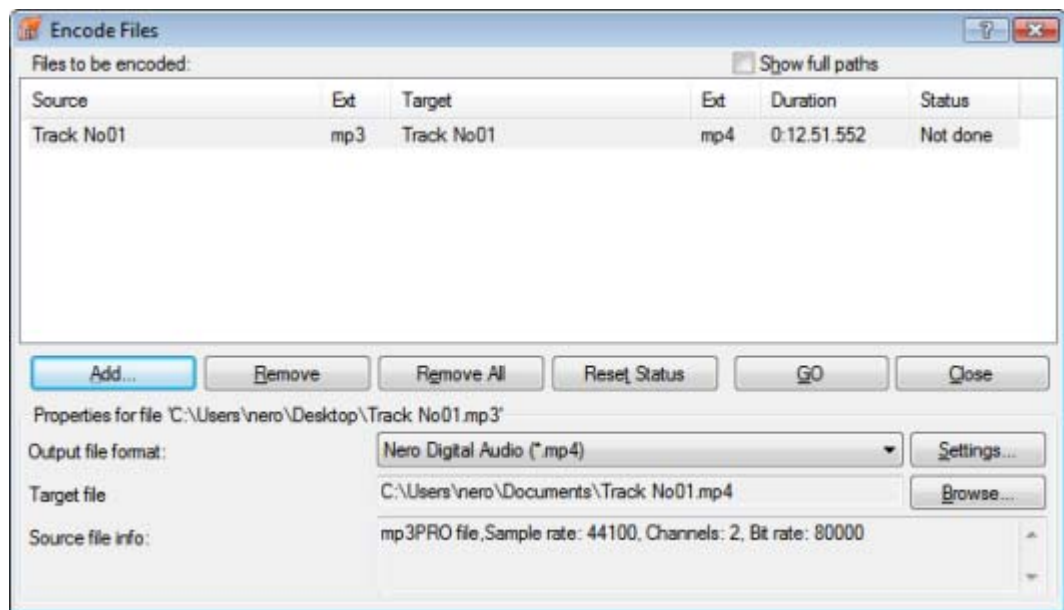 Encode Files
Files to be encoded: Show full paths
Source Ext Target Ext Duration Status
Track No01 mp3 Track No01 mp4 0:12.51.552 Not done
Add... Remove Remove All Reset Status GO Close
Properties for file 'C:\Users\nero\Desktop\Track No01.mp3'
Output file format: Nero Digital Audio (*.mp4) Settings...
Target file C:\Users\nero\Documents\Track No01.mp4 Browse...
Source file info: mp3PRO file,Sample rate: 44100, Channels: 2, Bit rate: 80000